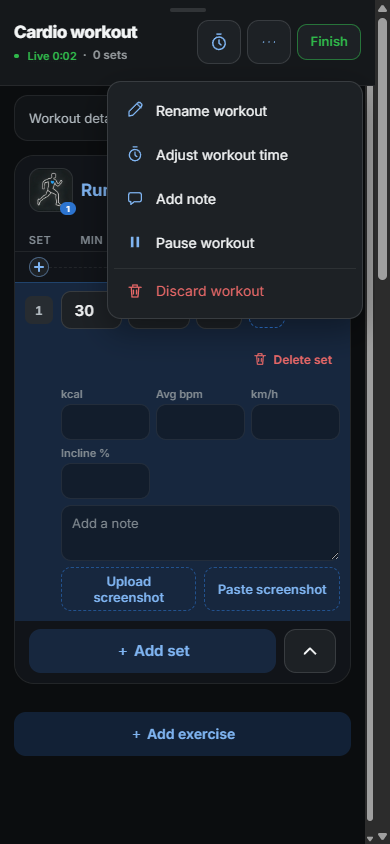 Cardio workout
Live 0:02 · 0 sets
...
Finish
Rename workout
Adjust workout time
Add note
Pause workout
Discard workout
Workout
1
SET MIN
1 30
Delete set
kcal Avg bpm km/h
Incline %
Add a note
Upload
screenshot
Paste screenshot
+ Add set
+ Add exercise